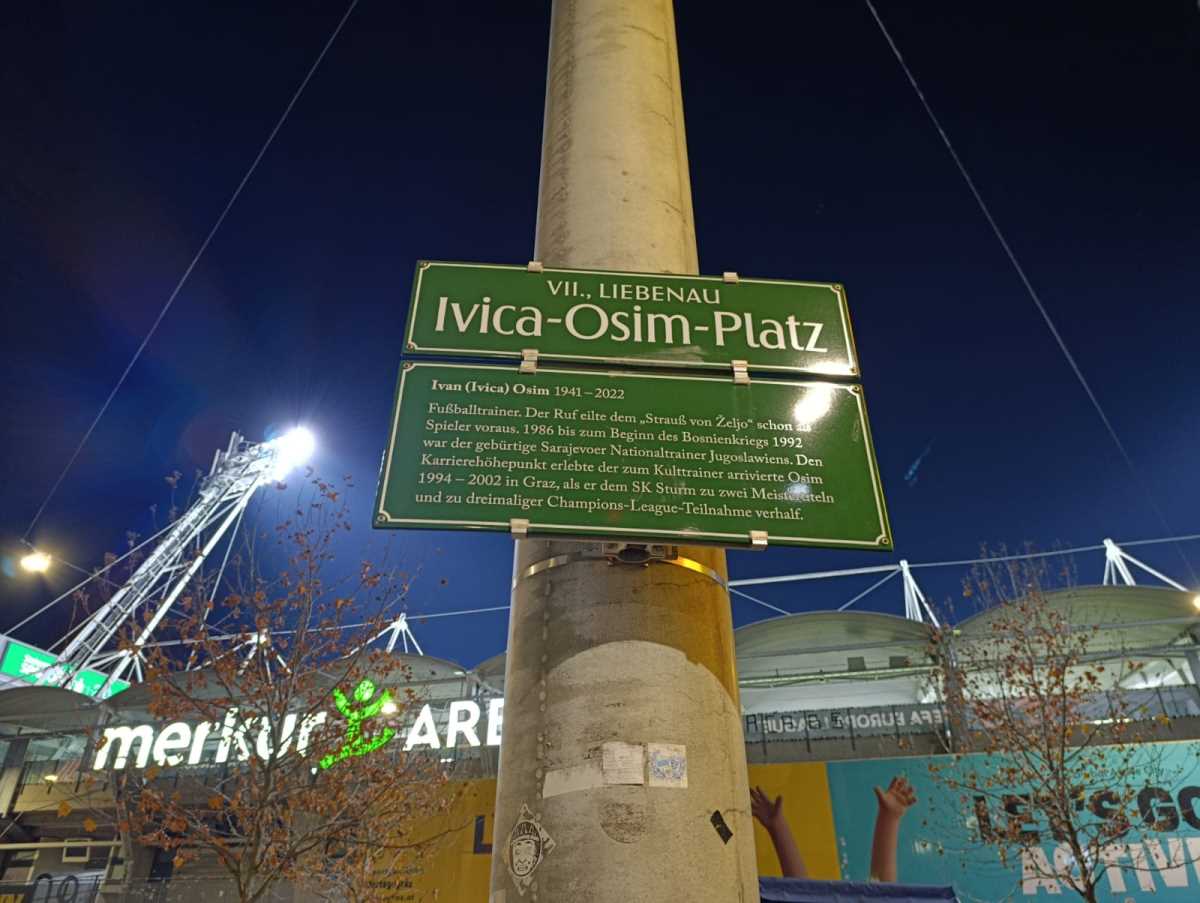 VII., LIEBENAU
Ivica-Osim-Platz
Ivan (Ivica) Osim 1941–2022
Fußballtrainer. Der Ruf eilte dem „Strauß von Željo“ schon als
Spieler voraus. 1986 bis zum Beginn des Bosnienkriegs 1992
war der gebürtige Sarajevoer Nationaltrainer Jugoslawiens. Den
Karrierehöhepunkt erlebte der zum Kulttrainer arrivierte Osim
1994 – 2002 in Graz, als er dem SK Sturm zu zwei Meistertiteln
und zu dreimaliger Champions-League-Teilnahme verhalf.
merkur ARE
LET'S GO
ACTIVE